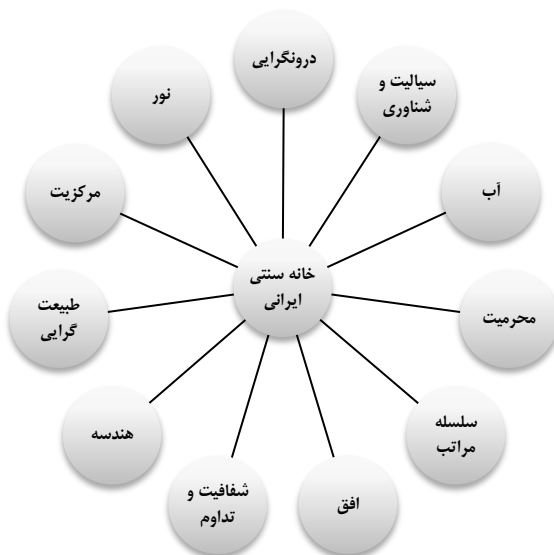 درونگرایی
سیالیت و
شناوری
آب
محرمیت
سلسله
مراتب
افق
شفافیت و
تداوم
هندسه
طبیعت
گرایی
مرکزیت
نور
خانه سنتی
ایرانی